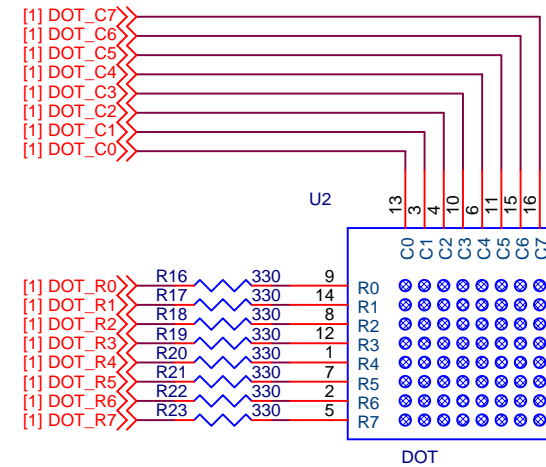 [1] DOT_C7
[1] DOT_C6
[1] DOT_C5
[1] DOT_C4
[1] DOT_C3
[1] DOT_C2
[1] DOT_C1
[1] DOT_C0
U2
13 3 4 10 6 11 15 16
C0 C1 C2 C3 C4 C5 C6 C7
[1] DOT_R0 R16 330 9 R0
[1] DOT_R1 R17 330 14 R1
[1] DOT_R2 R18 330 8 R2
[1] DOT_R3 R19 330 12 R3
[1] DOT_R4 R20 330 1 R4
[1] DOT_R5 R21 330 7 R5
[1] DOT_R6 R22 330 2 R6
[1] DOT_R7 R23 330 5 R7
DOT